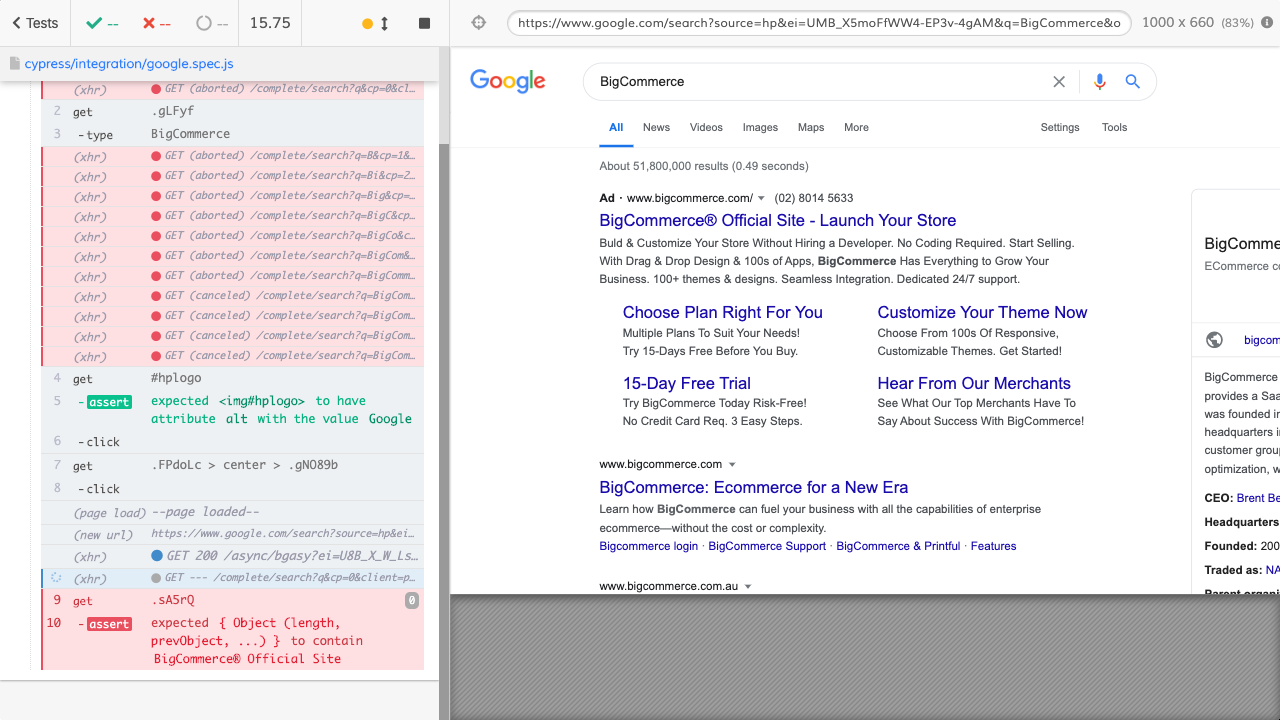 Tests
--
--
--
15.75
https://www.google.com/search?source=hp&ei=UMB_X5moFfWW4-EP3v-4gAM&q=BigCommerce&o
1000 x 660 (83%)
cypress/integration/google.spec.js
(xhr) GET (aborted) /complete/search?q&cp=0&cl…
2 get .gLFyf
3 -type BigCommerce
(xhr) GET (aborted) /complete/search?q=B&cp=1&…
(xhr) GET (aborted) /complete/search?q=Bi&cp=2…
(xhr) GET (aborted) /complete/search?q=Big&cp=…
(xhr) GET (aborted) /complete/search?q=BigC&cp…
(xhr) GET (aborted) /complete/search?q=BigCo&c…
(xhr) GET (aborted) /complete/search?q=BigCom&…
(xhr) GET (aborted) /complete/search?q=BigComm…
(xhr) GET (canceled) /complete/search?q=BigCom…
(xhr) GET (canceled) /complete/search?q=BigCom…
(xhr) GET (canceled) /complete/search?q=BigCom…
(xhr) GET (canceled) /complete/search?q=BigCom…
4 get #hplogo
5 -assert expected <img#hplogo> to have
attribute alt with the value Google
6 -click
7 get .FPdoLc > center > .gNO89b
8 -click
(page load) --page loaded--
(new url) https://www.google.com/search?source=hp&ei…
(xhr) GET 200 /async/bgasy?ei=U8B_X_W_Ls…
(xhr) GET --- /complete/search?q&cp=0&client=p…
9 get .sA5rQ 0
10 -assert expected { Object (length,
prevObject, ...) } to contain
BigCommerce® Official Site
Google
BigCommerce
All News Videos Images Maps More Settings Tools
About 51,800,000 results (0.49 seconds)
Ad · www.bigcommerce.com/ (02) 8014 5633
BigCommerce® Official Site - Launch Your Store
Buld & Customize Your Store Without Hiring a Developer. No Coding Required. Start Selling.
With Drag & Drop Design & 100s of Apps, BigCommerce Has Everything to Grow Your
Business. 100+ themes & designs. Seamless Integration. Dedicated 24/7 support.
Choose Plan Right For You
Multiple Plans To Suit Your Needs!
Try 15-Days Free Before You Buy.
Customize Your Theme Now
Choose From 100s Of Responsive,
Customizable Themes. Get Started!
15-Day Free Trial
Try BigCommerce Today Risk-Free!
No Credit Card Req. 3 Easy Steps.
Hear From Our Merchants
See What Our Top Merchants Have To
Say About Success With BigCommerce!
www.bigcommerce.com
BigCommerce: Ecommerce for a New Era
Learn how BigCommerce can fuel your business with all the capabilities of enterprise
ecommerce—without the cost or complexity.
Bigcommerce login · BigCommerce Support · BigCommerce & Printful · Features
www.bigcommerce.com.au
BigComme
ECommerce co
bigcom
BigCommerce
provides a Saa
was founded in
headquarters i
customer group
optimization, w
CEO: Brent Be
Headquarters
Founded: 200
Traded as: NA
Parent organi